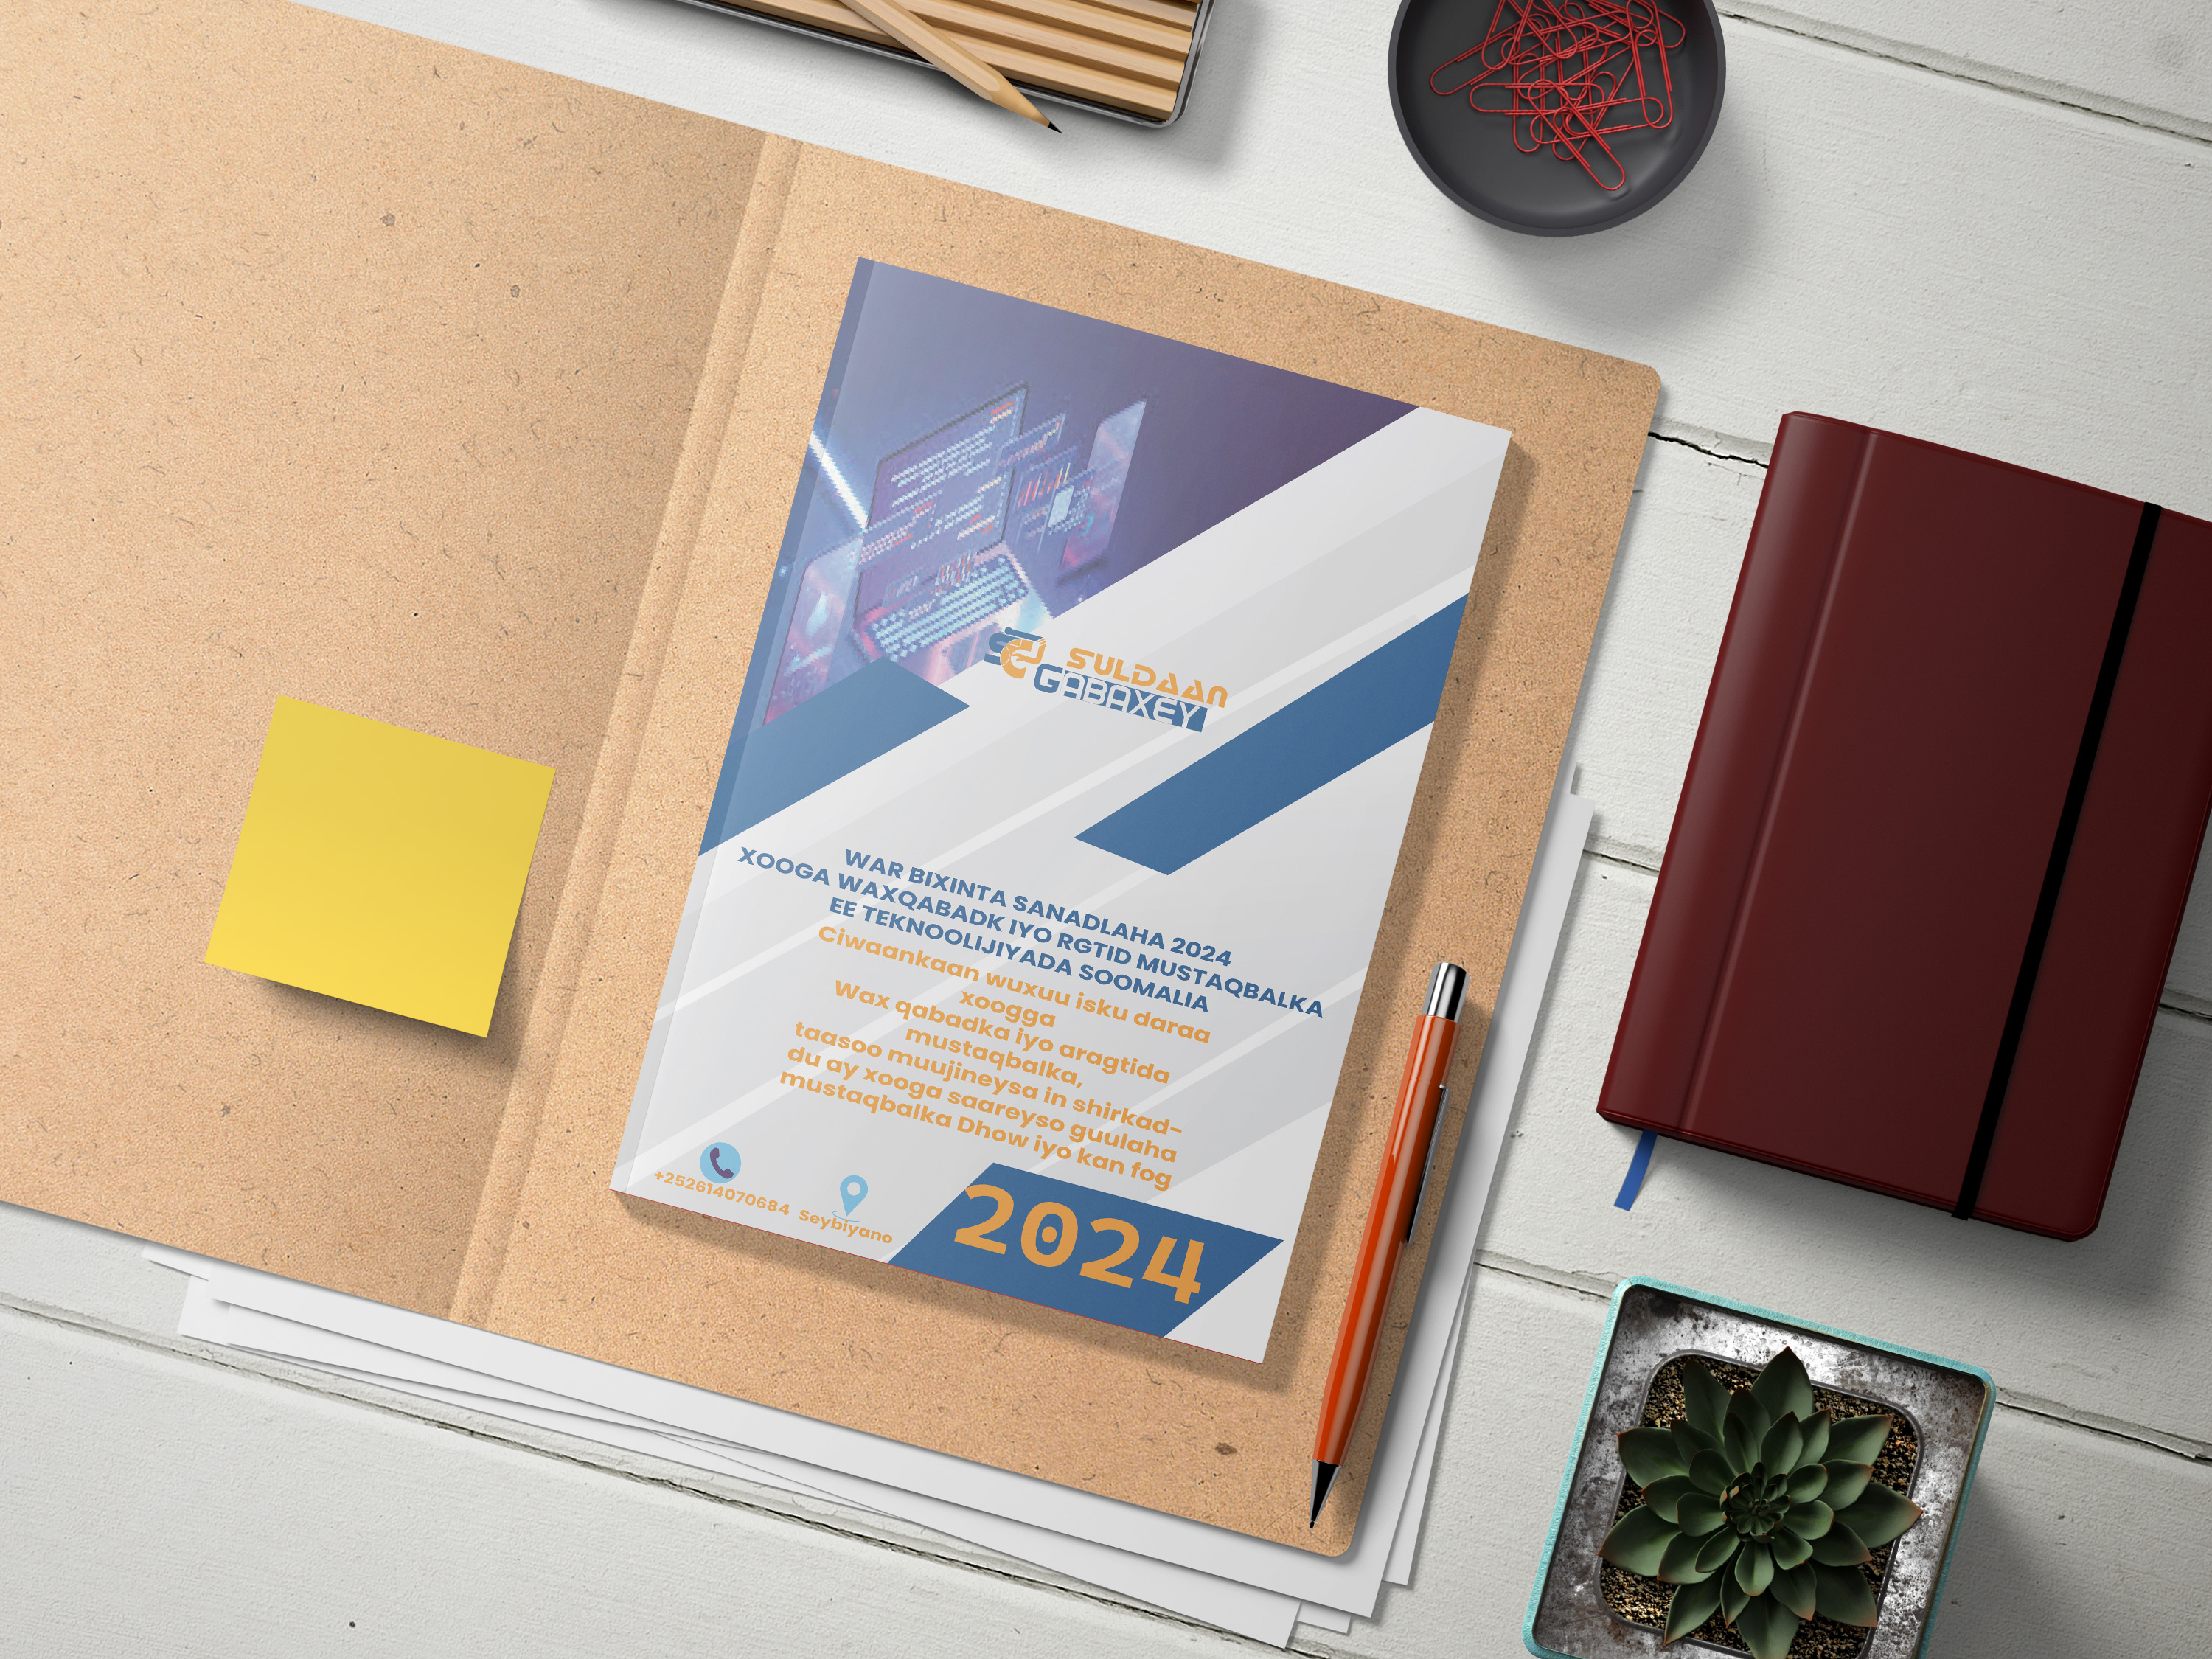 SULDAAN
GABAXEY
WAR BIXINTA SANADLAHA 2024
XOOGA WAXQABADK IYO RGTID MUSTAQBALKA
EE TEKNOOLIJIYADA SOOMALIA
Ciwaankaan wuxuu isku daraa
xoogga
Wax qabadka iyo aragtida
mustaqbalka,
taasoo muujineysa in shirkad-
du ay xooga saareyso guulaha
mustaqbalka Dhow iyo kan fog
+252614070684
Seybiyano
2024